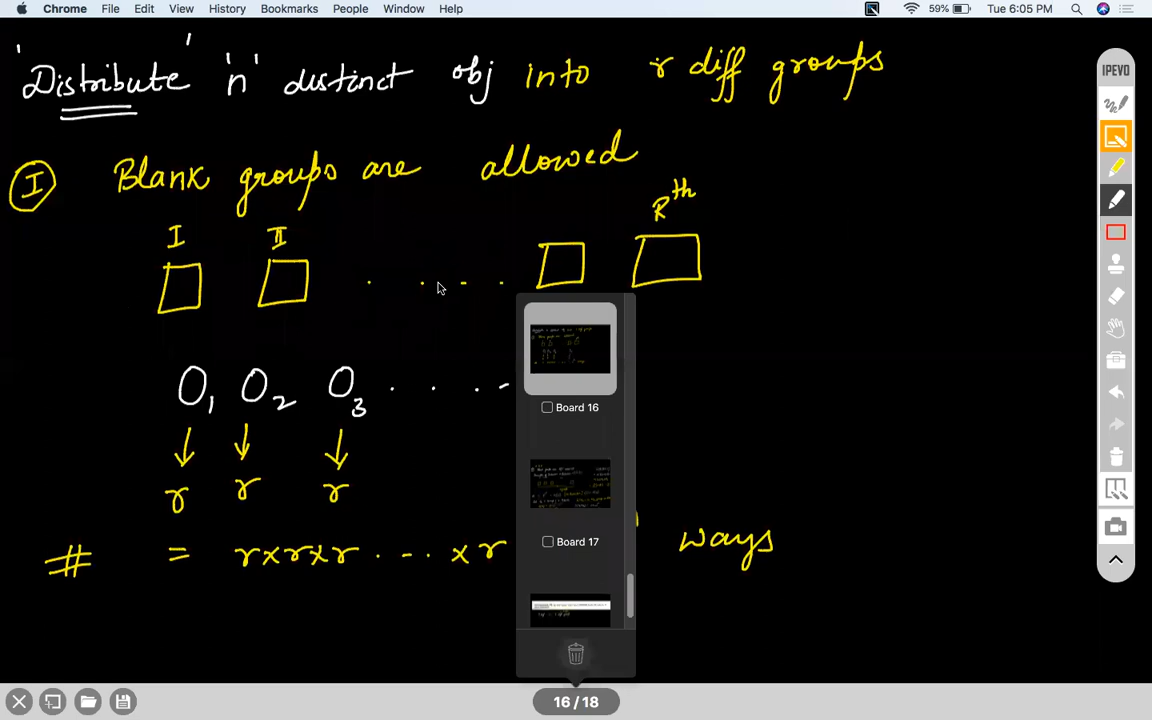 Chrome File Edit View History Bookmarks People Window Help 59% Tue 6:05 PM
'Distribute' 'n' distinct obj into r diff groups
IPEVO
I Blank groups are allowed
I II Rth
O1 O2 O3 . . . -
Board 16
r r r
# = r×r×r ... × r ways
Board 17
16 / 18